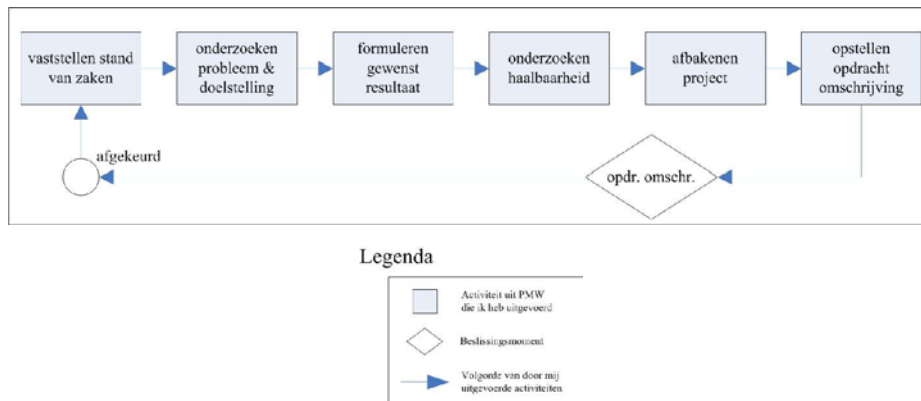 vaststellen stand
van zaken
onderzoeken
probleem &
doelstelling
formuleren
gewenst
resultaat
onderzoeken
haalbaarheid
afbakenen
project
opstellen
opdracht
omschrijving
afgekeurd
opdr. omschr.
Legenda
Activiteit uit PMW
die ik heb uitgevoerd
Beslissingsmoment
Volgorde van door mij
uitgevoerde activiteiten